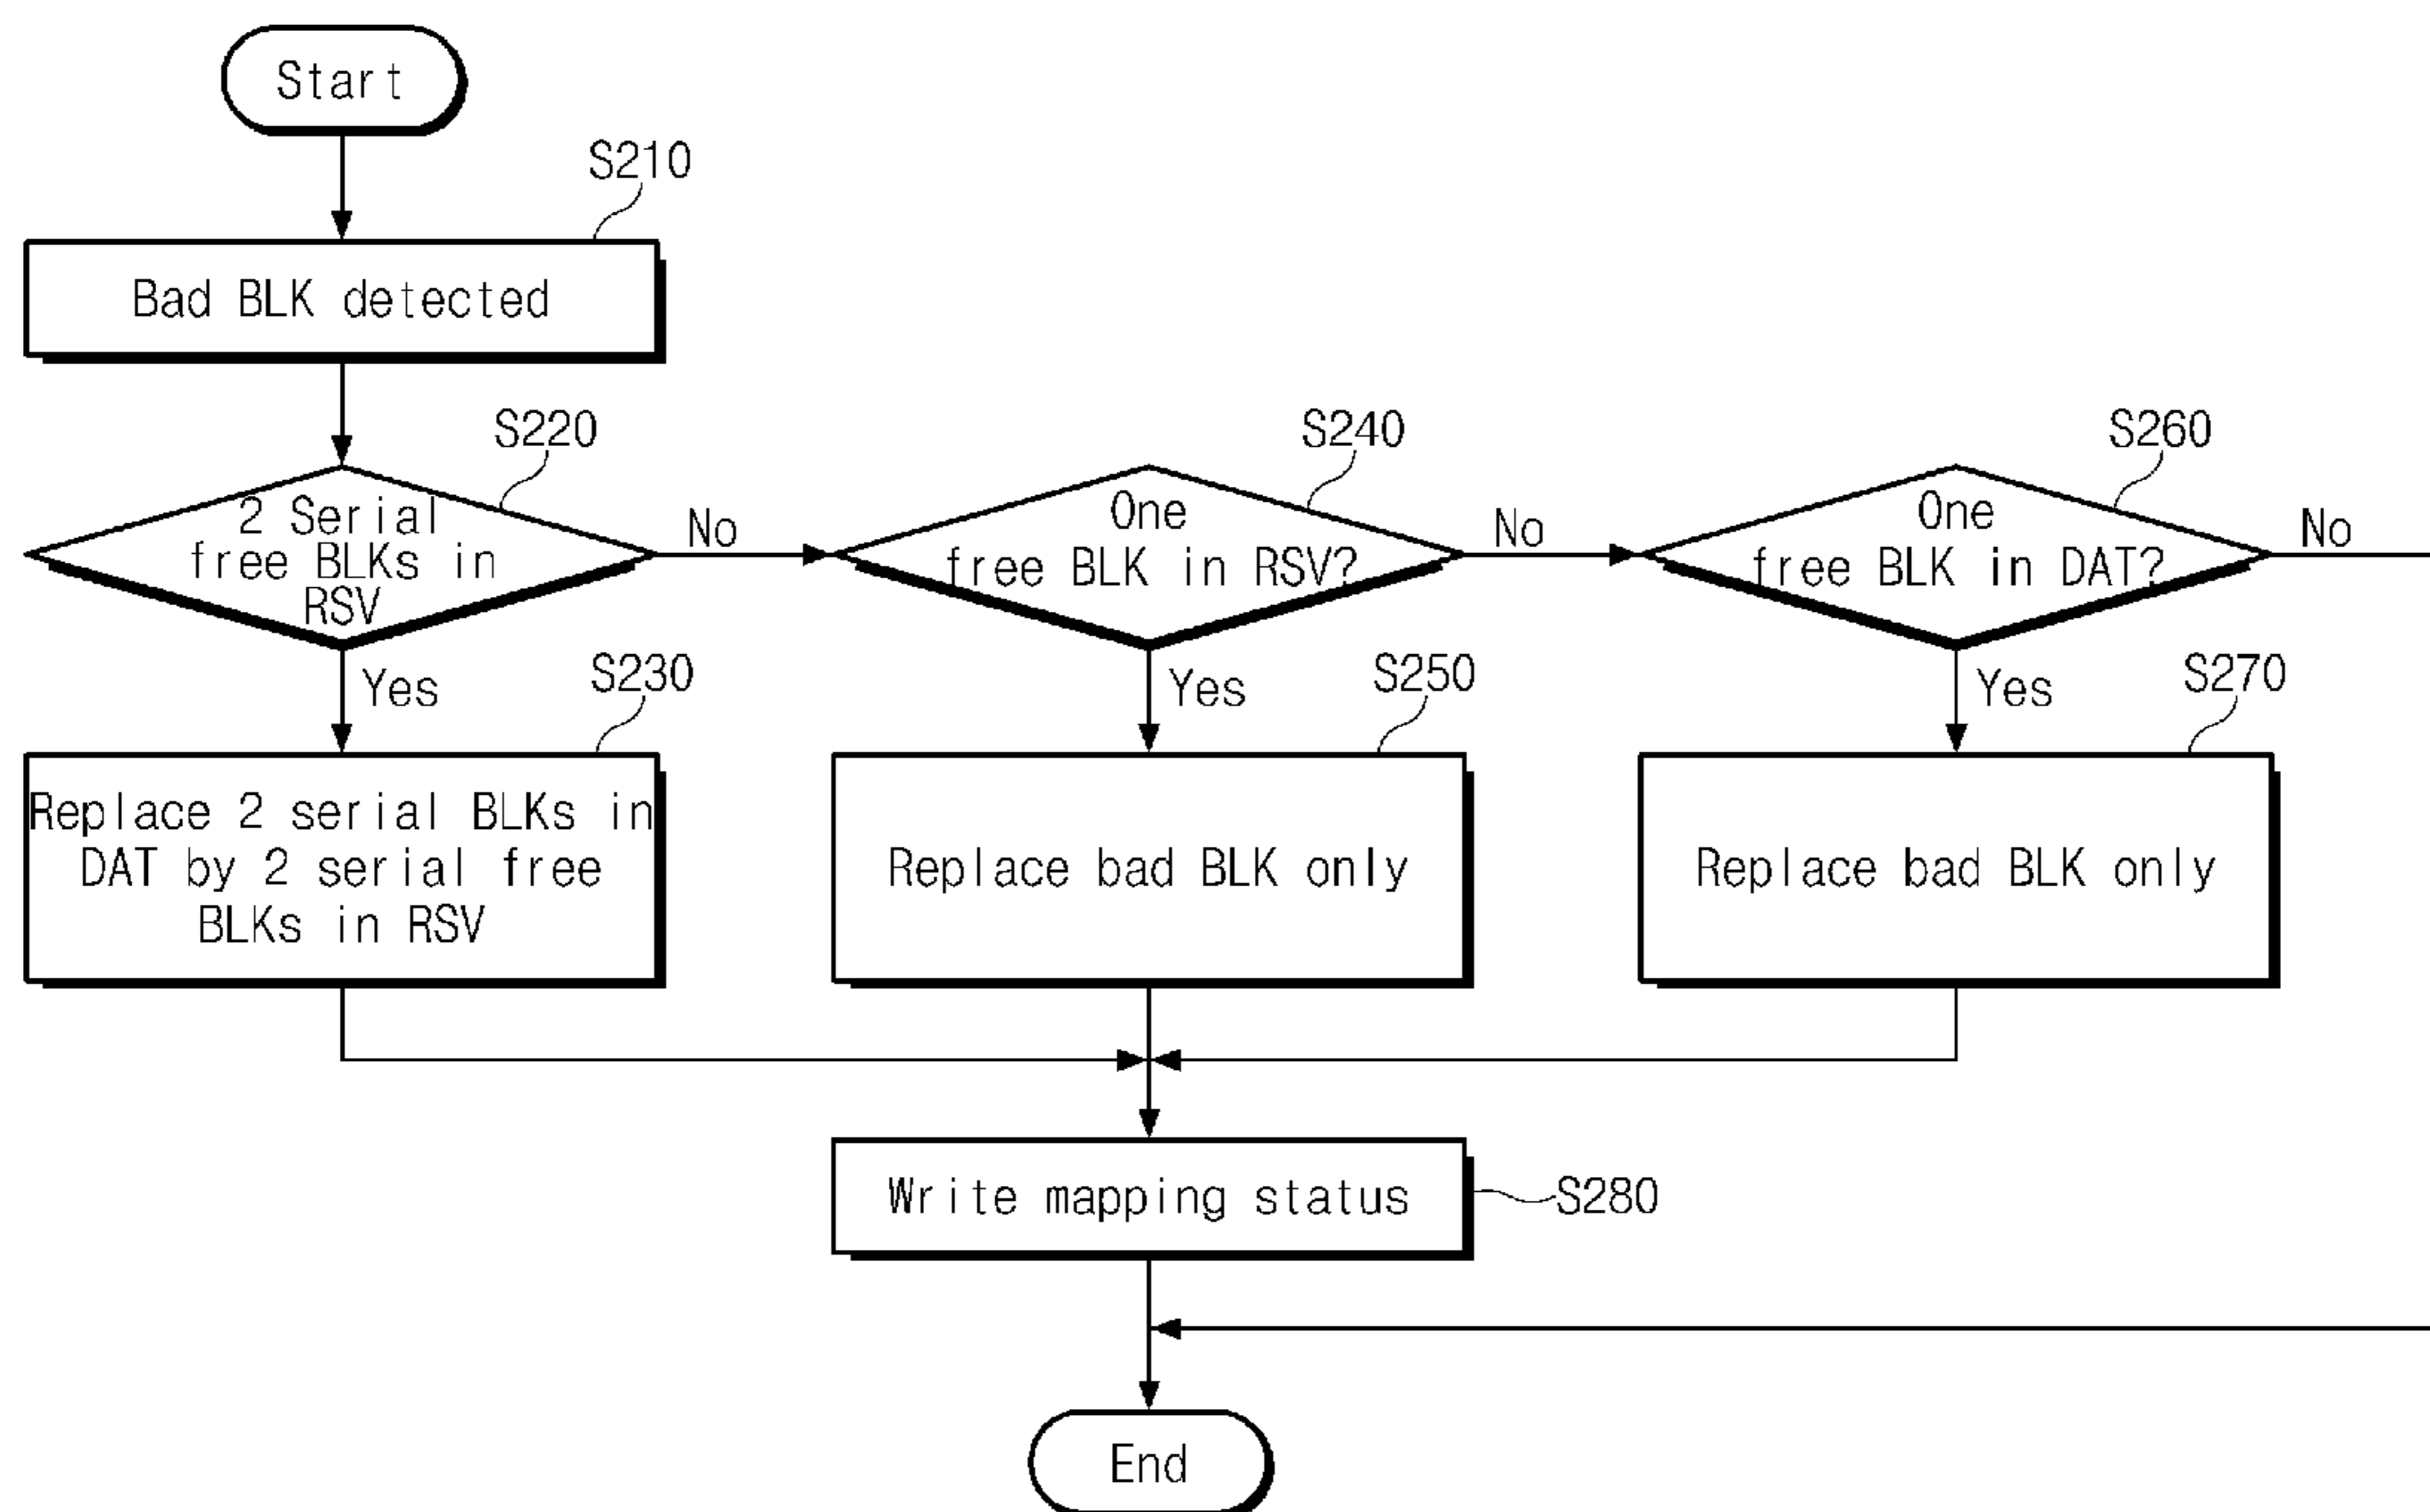 Start
S210
Bad BLK detected
S220
2 Serial
free BLKs in
RSV
No
S240
One
free BLK in RSV?
No
S260
One
free BLK in DAT?
No
Yes
S230
Replace 2 serial BLKs in
DAT by 2 serial free
BLKs in RSV
Yes
S250
Replace bad BLK only
Yes
S270
Replace bad BLK only
Write mapping status
S280
End